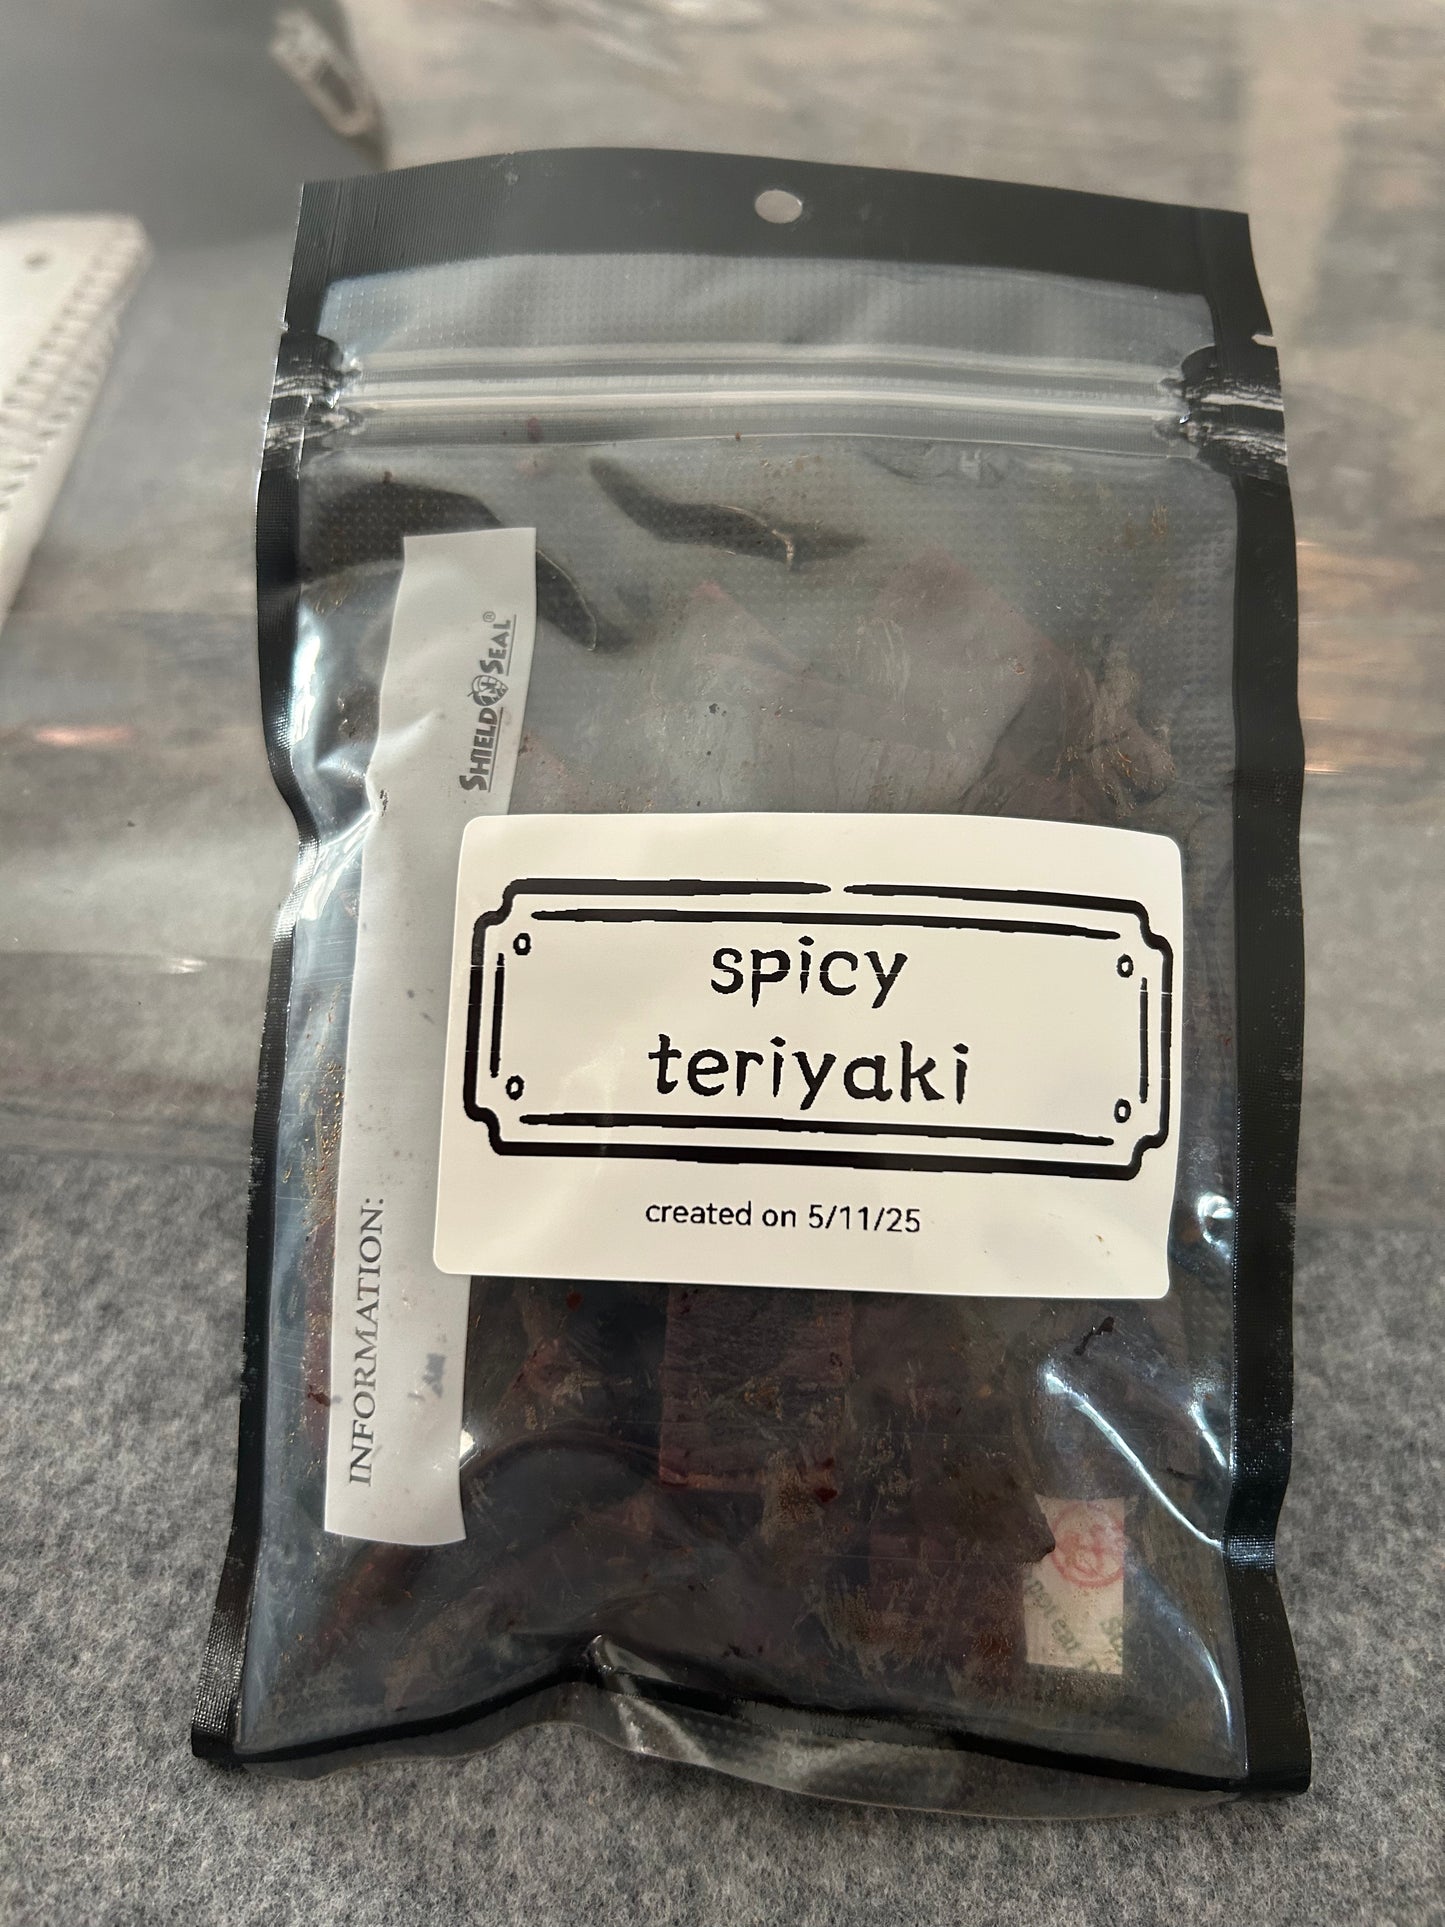 SHIELD N SEAL®
spicy
teriyaki
created on 5/11/25
INFORMATION: